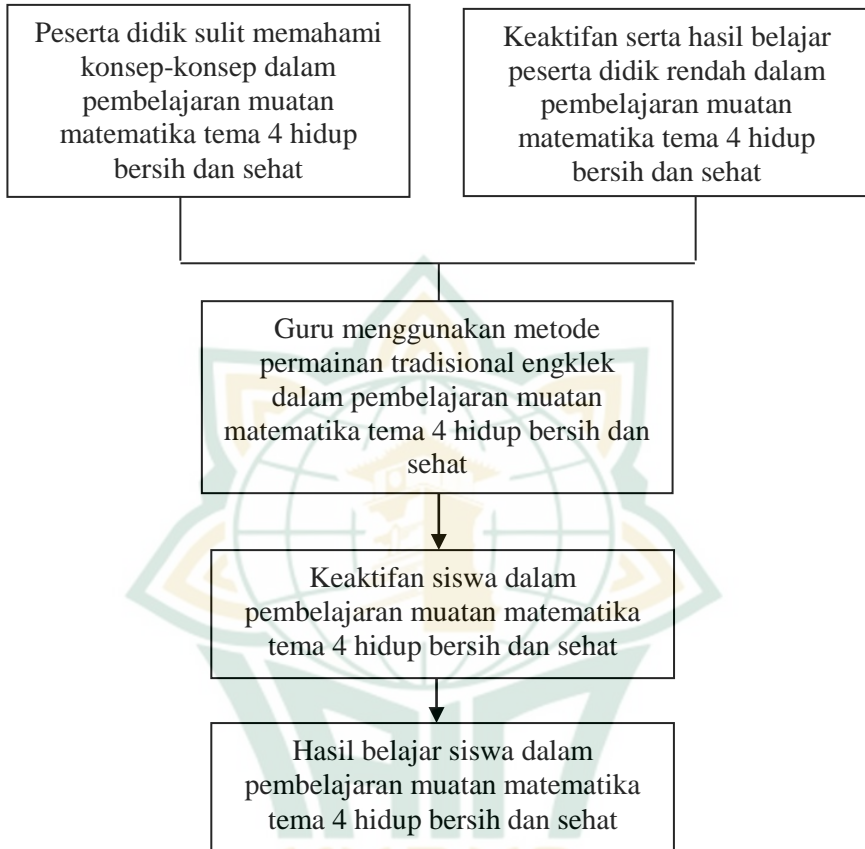 Peserta didik sulit memahami
konsep-konsep dalam
pembelajaran muatan
matematika tema 4 hidup
bersih dan sehat
Keaktifan serta hasil belajar
peserta didik rendah dalam
pembelajaran muatan
matematika tema 4 hidup
bersih dan sehat
Guru menggunakan metode
permainan tradisional engklek
dalam pembelajaran muatan
matematika tema 4 hidup bersih dan
sehat
Keaktifan siswa dalam
pembelajaran muatan matematika
tema 4 hidup bersih dan sehat
Hasil belajar siswa dalam
pembelajaran muatan matematika
tema 4 hidup bersih dan sehat